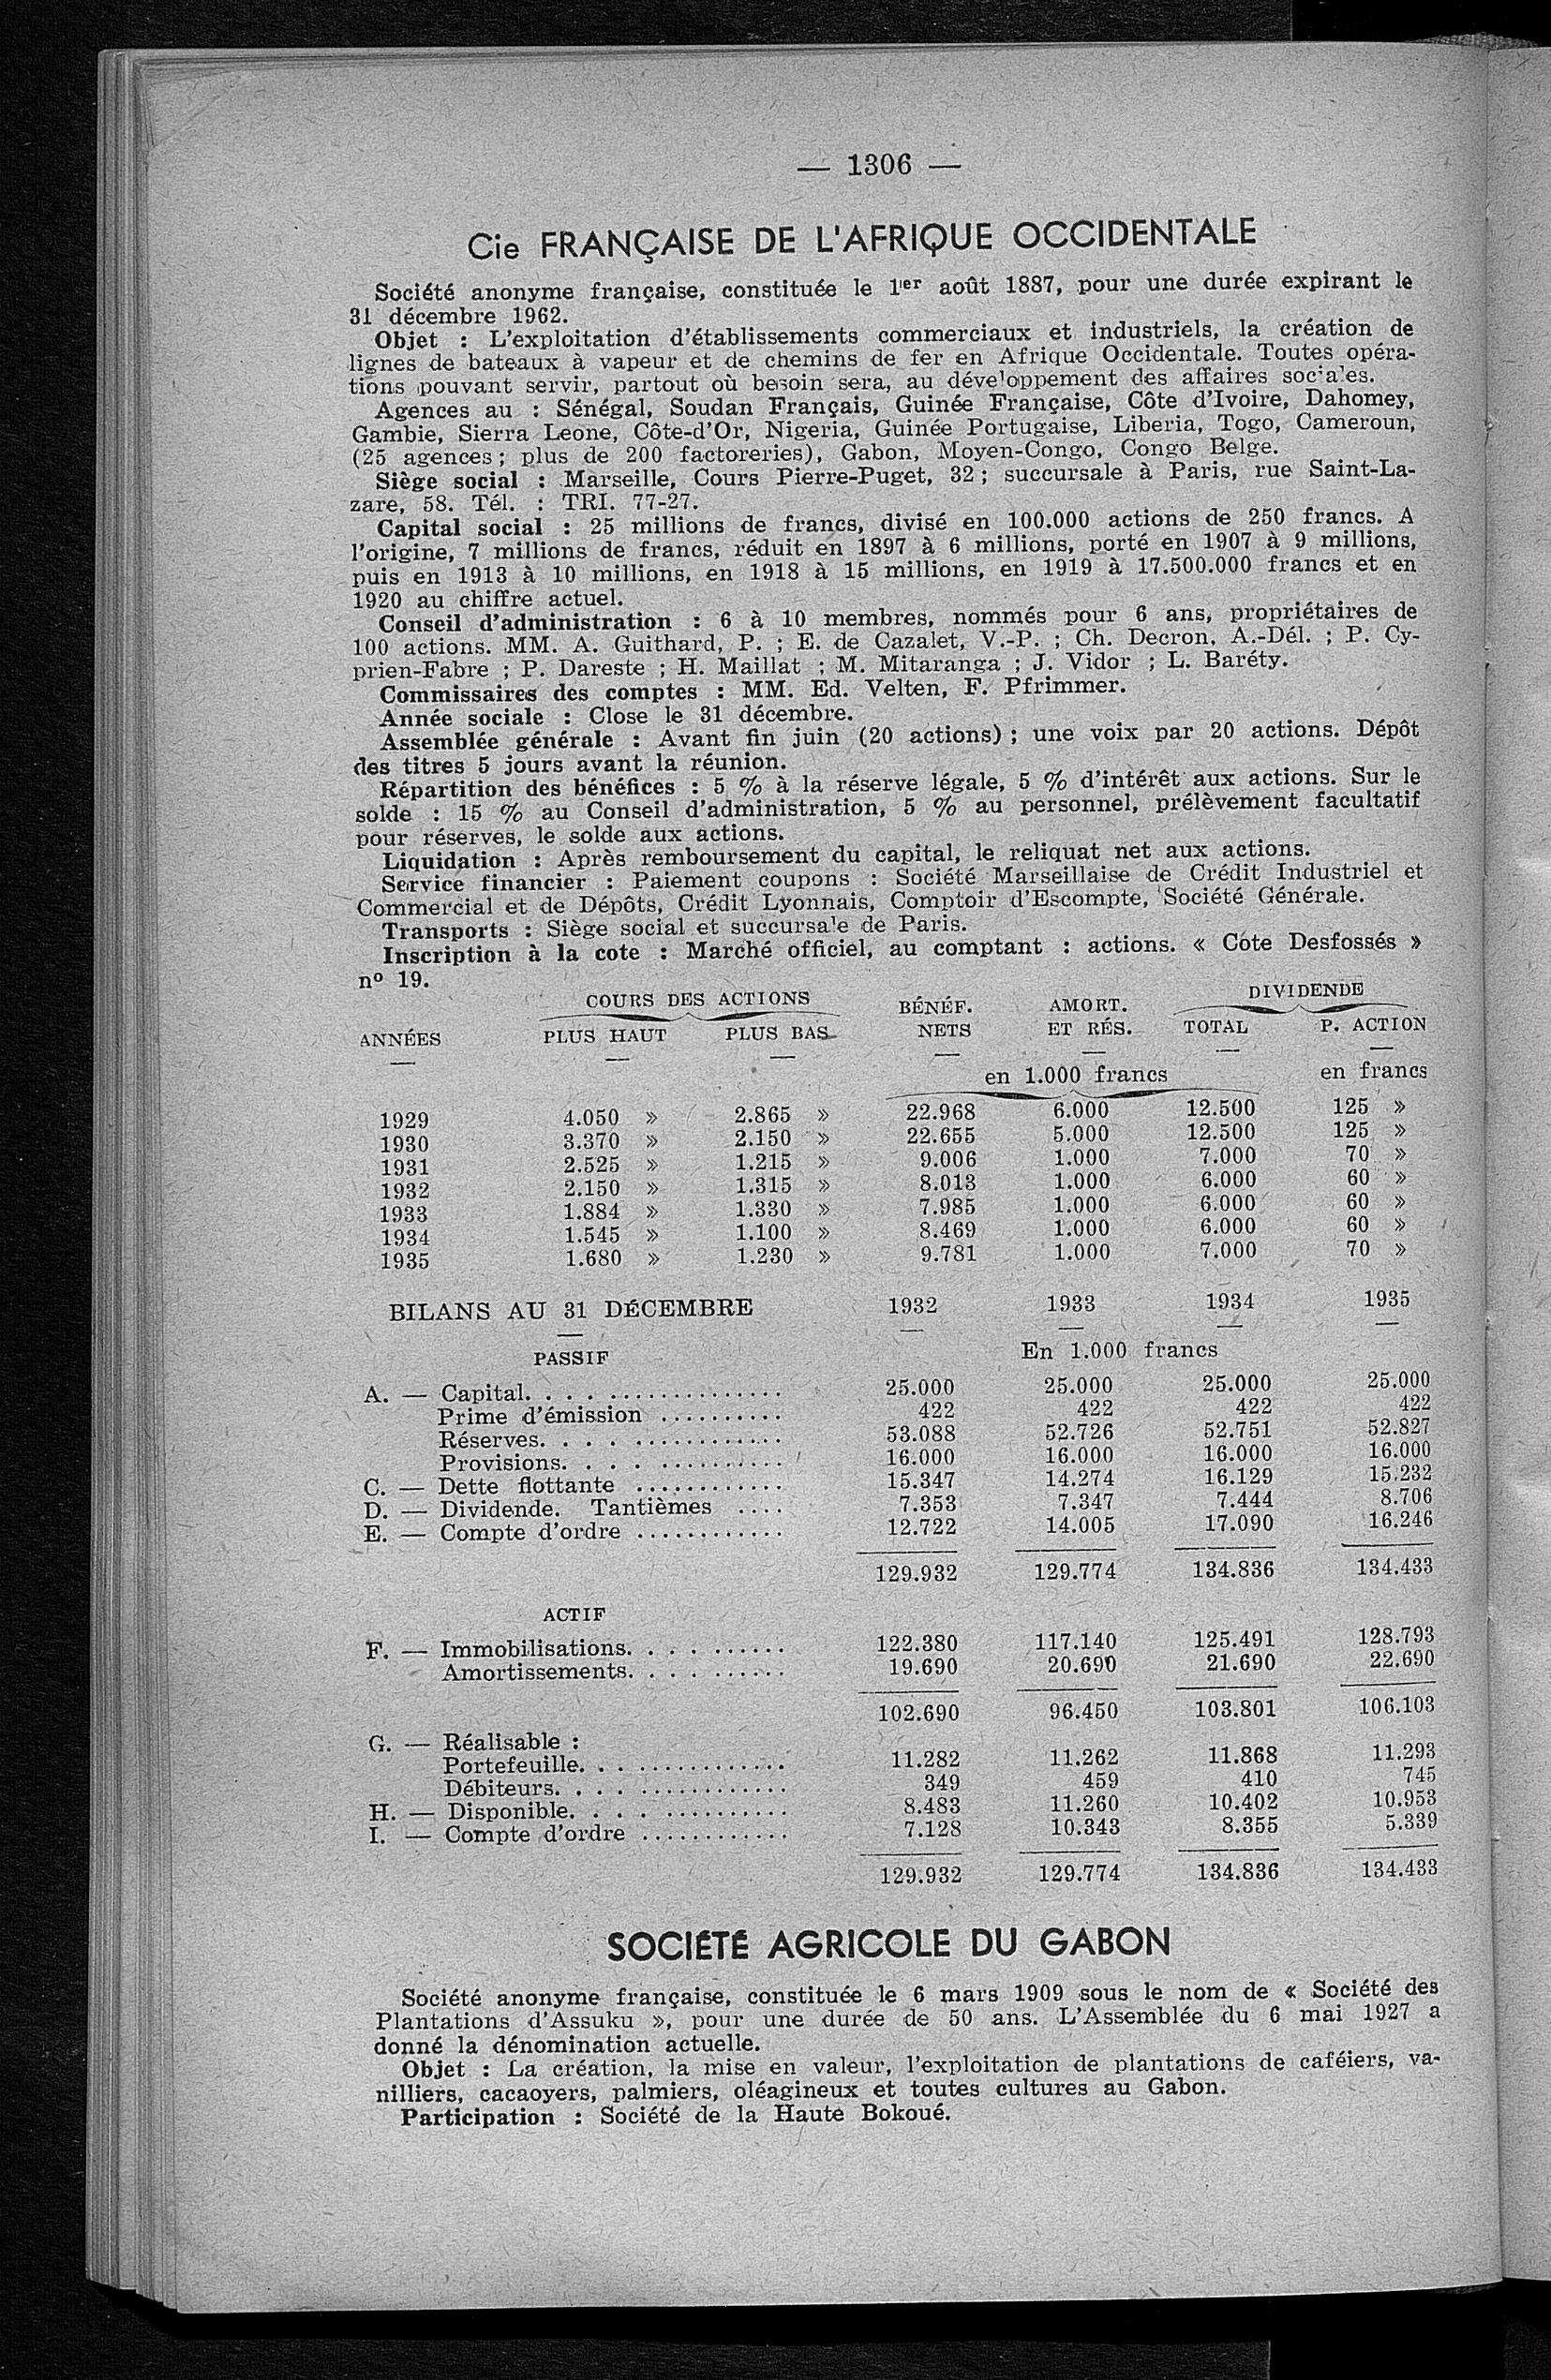 — 1306 —
Cie FRANÇAISE DE L'AFRIQUE OCCIDENTALE
Société anonyme française, constituée le 1er août 1887, pour une durée expirant le
31 décembre 1962.
Objet : L'exploitation d'établissements commerciaux et industriels, la création de
lignes de bateaux à vapeur et de chemins de fer en Afrique Occidentale. Toutes opéra-
tions pouvant servir, partout où besoin sera, au développement des affaires sociales.
Agences au : Sénégal, Soudan Français, Guinée Française, Côte d'Ivoire, Dahomey,
Gambie, Sierra Leone, Côte-d'Or, Nigeria, Guinée Portugaise, Liberia, Togo, Cameroun,
(25 agences; plus de 200 factoreries), Gabon, Moyen-Congo, Congo Belge.
Siège social : Marseille, Cours Pierre-Puget, 32; succursale à Paris, rue Saint-La-
zare, 58. Tél. : TRI. 77-27.
Capital social : 25 millions de francs, divisé en 100.000 actions de 250 francs. A
l'origine, 7 millions de francs, réduit en 1897 à 6 millions, porté en 1907 à 9 millions,
puis en 1913 à 10 millions, en 1918 à 15 millions, en 1919 à 17.500.000 francs et en
1920 au chiffre actuel.
Conseil d'administration : 6 à 10 membres, nommés pour 6 ans, propriétaires de
100 actions. MM. A. Guithard, P. ; E. de Cazalet, V.-P. ; Ch. Decron, A.-Dél. ; P. Cy-
prien-Fabre ; P. Dareste ; H. Maillat ; M. Mitaranga ; J. Vidor ; L. Baréty.
Commissaires des comptes : MM. Ed. Velten, F. Pfrimmer.
Année sociale : Close le 31 décembre.
Assemblée générale : Avant fin juin (20 actions) ; une voix par 20 actions. Dépôt
des titres 5 jours avant la réunion.
Répartition des bénéfices : 5 % à la réserve légale, 5 % d'intérêt aux actions. Sur le
solde : 15 % au Conseil d'administration, 5 % au personnel, prélèvement facultatif
pour réserves, le solde aux actions.
Liquidation : Après remboursement du capital, le reliquat net aux actions.
Service financier : Paiement coupons : Société Marseillaise de Crédit Industriel et
Commercial et de Dépôts, Crédit Lyonnais, Comptoir d'Escompte, Société Générale.
Transports : Siège social et succursale de Paris.
Inscription à la cote : Marché officiel, au comptant : actions. « Cote Desfossés »
nº 19.
COURS DES ACTIONS BÉNÉF. AMORT. DIVIDENDE
ANNÉES PLUS HAUT PLUS BAS NETS ET RÉS. TOTAL P. ACTION
en 1.000 francs en francs
1929 4.050 » 2.865 » 22.968 6.000 12.500 125 »
1930 3.370 » 2.150 » 22.655 5.000 12.500 125 »
1931 2.525 » 1.215 » 9.006 1.000 7.000 70 »
1932 2.150 » 1.315 » 8.013 1.000 6.000 60 »
1933 1.884 » 1.330 » 7.985 1.000 6.000 60 »
1934 1.545 » 1.100 » 8.469 1.000 6.000 60 »
1935 1.680 » 1.230 » 9.781 1.000 7.000 70 »
BILANS AU 31 DÉCEMBRE 1932 1933 1934 1935
PASSIF En 1.000 francs
A. — Capital. . . . . . . . . . . . . . . . . . . 25.000 25.000 25.000 25.000
Prime d'émission . . . . . . . . . . 422 422 422 422
Réserves. . . . . . . . . . . . . . . . 53.088 52.726 52.751 52.827
Provisions. . . . . . . . . . . . . . . 16.000 16.000 16.000 16.000
C. — Dette flottante . . . . . . . . . . . . 15.347 14.274 16.129 15.232
D. — Dividende. Tantièmes . . . . 7.353 7.347 7.444 8.706
E. — Compte d'ordre . . . . . . . . . . . . 12.722 14.005 17.090 16.246
129.932 129.774 134.836 134.433
ACTIF
F. — Immobilisations. . . . . . . . . . . 122.380 117.140 125.491 128.793
Amortissements. . . . . . . . . . . 19.690 20.690 21.690 22.690
102.690 96.450 103.801 106.103
G. — Réalisable :
Portefeuille. . . . . . . . . . . . . . . 11.282 11.262 11.868 11.293
Débiteurs. . . . . . . . . . . . . . . . 349 459 410 745
H. — Disponible. . . . . . . . . . . . . . . 8.483 11.260 10.402 10.953
I. — Compte d'ordre . . . . . . . . . . . . 7.128 10.343 8.355 5.339
129.932 129.774 134.836 134.433
SOCIÉTÉ AGRICOLE DU GABON
Société anonyme française, constituée le 6 mars 1909 sous le nom de « Société des
Plantations d'Assuku », pour une durée de 50 ans. L'Assemblée du 6 mai 1927 a
donné la dénomination actuelle.
Objet : La création, la mise en valeur, l'exploitation de plantations de caféiers, va-
nilliers, cacaoyers, palmiers, oléagineux et toutes cultures au Gabon.
Participation : Société de la Haute Bokoué.